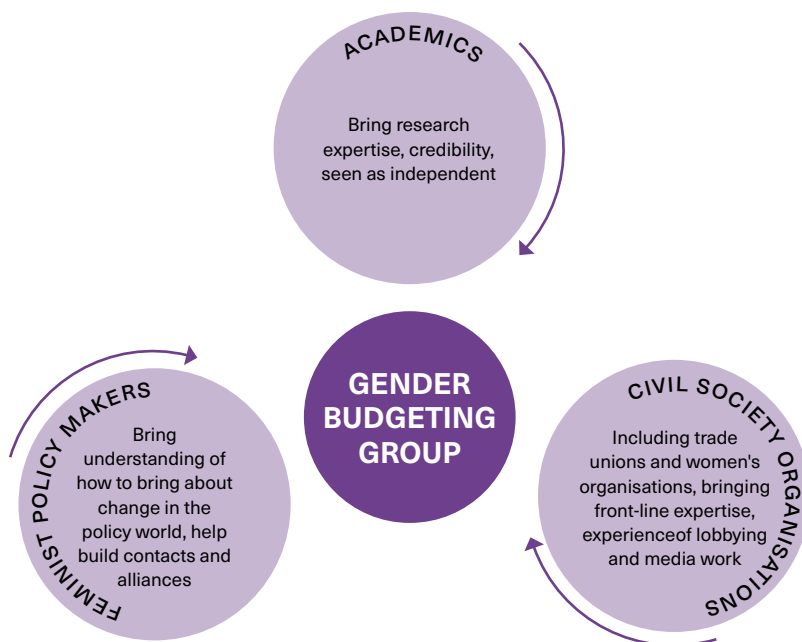 ACADEMICS
Bring research
expertise, credibility,
seen as independent
GENDER
BUDGETING
GROUP
FEMINIST POLICY MAKERS
Bring
understanding of
how to bring about
change in the
policy world, help
build contacts and
alliances
CIVIL SOCIETY ORGANISATIONS
Including trade
unions and women's
organisations, bringing
front-line expertise,
experienceof lobbying
and media work